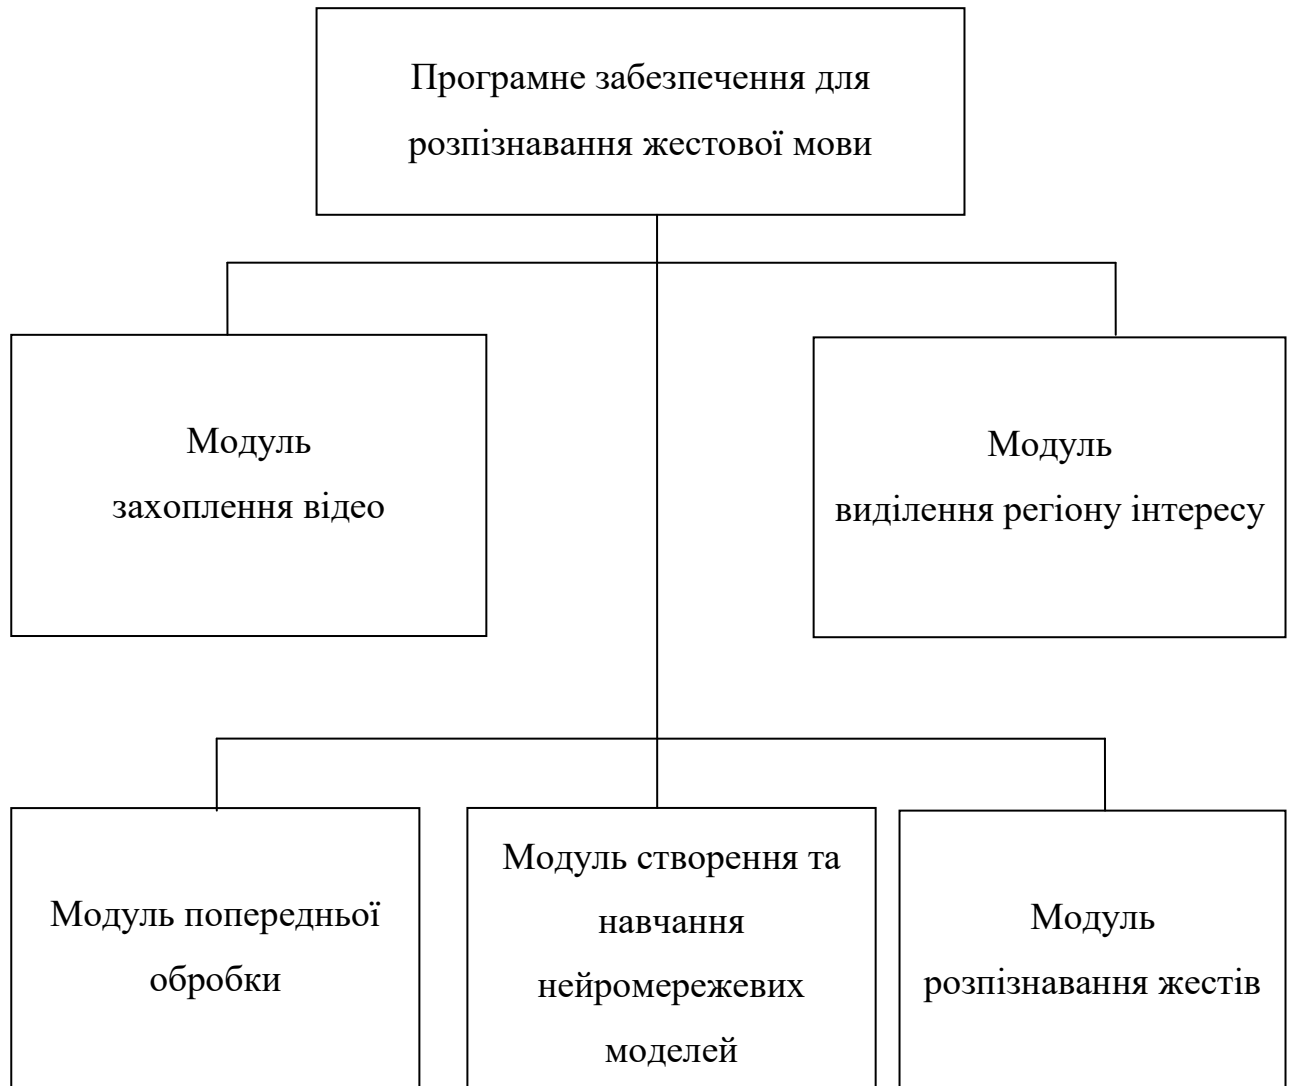 Програмне забезпечення для
розпізнавання жестової мови
Модуль
захоплення відео
Модуль
виділення регіону інтересу
Модуль попередньої
обробки
Модуль створення та
навчання
нейромережевих
моделей
Модуль
розпізнавання жестів